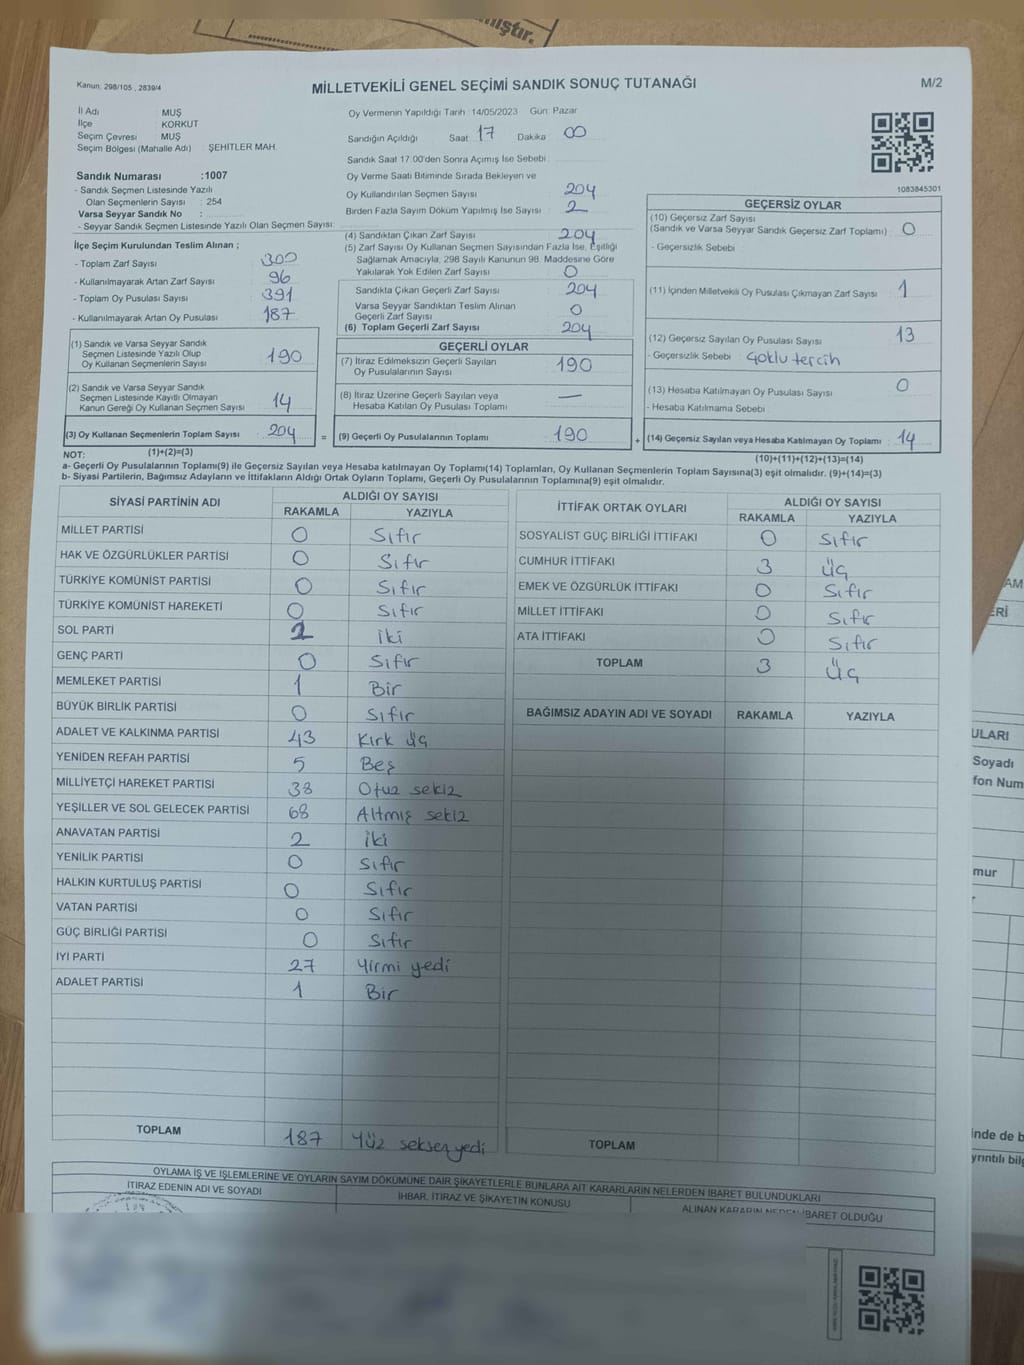 mıştır.
Kanun: 298/105 , 2839/4
MİLLETVEKİLİ GENEL SEÇİMİ SANDIK SONUÇ TUTANAĞI
M/2
İl Adı : MUŞ
İlçe : KORKUT
Seçim Çevresi : MUŞ
Seçim Bölgesi (Mahalle Adı) : ŞEHİTLER MAH.
Sandık Numarası :1007
- Sandık Seçmen Listesinde Yazılı
Olan Seçmenlerin Sayısı : 254
Varsa Seyyar Sandık No :
- Seyyar Sandık Seçmen Listesinde Yazılı Olan Seçmen Sayısı:
Oy Vermenin Yapıldığı Tarih : 14/05/2023 Gün: Pazar
Sandığın Açıldığı Saat 17 Dakika 00
Sandık Saat 17:00'den Sonra Açımış İse Sebebi :
Oy Verme Saati Bitiminde Sırada Bekleyen ve
Oy Kullandırılan Seçmen Sayısı : 204
Birden Fazla Sayım Döküm Yapılmış İse Sayısı : 2
1083845301
İlçe Seçim Kurulundan Teslim Alınan ;
- Toplam Zarf Sayısı : 300
- Kullanılmayarak Artan Zarf Sayısı : 96
- Toplam Oy Pusulası Sayısı : 391
- Kullanılmayarak Artan Oy Pusulası : 187
(1) Sandık ve Varsa Seyyar Sandık
Seçmen Listesinde Yazılı Olup
Oy Kullanan Seçmenlerin Sayısı : 190
(2) Sandık ve Varsa Seyyar Sandık
Seçmen Listesinde Kayıtlı Olmayan
Kanun Gereği Oy Kullanan Seçmen Sayısı : 14
(3) Oy Kullanan Seçmenlerin Toplam Sayısı : 204
(1)+(2)=(3)
(4) Sandıktan Çıkan Zarf Sayısı : 204
(5) Zarf Sayısı Oy Kullanan Seçmen Sayısından Fazla İse, Eşitliği
Sağlamak Amacıyla, 298 Sayılı Kanunun 98. Maddesine Göre
Yakılarak Yok Edilen Zarf Sayısı : 0
Sandıkta Çıkan Geçerli Zarf Sayısı : 204
Varsa Seyyar Sandıktan Teslim Alınan
Geçerli Zarf Sayısı : 0
(6) Toplam Geçerli Zarf Sayısı : 204
GEÇERLİ OYLAR
(7) İtiraz Edilmeksizin Geçerli Sayılan
Oy Pusulalarının Sayısı : 190
(8) İtiraz Üzerine Geçerli Sayılan veya
Hesaba Katılan Oy Pusulası Toplamı : —
= (9) Geçerli Oy Pusulalarının Toplamı : 190
GEÇERSİZ OYLAR
(10) Geçersiz Zarf Sayısı
(Sandık ve Varsa Seyyar Sandık Geçersiz Zarf Toplamı) : 0
- Geçersizlik Sebebi :
(11) İçinden Milletvekili Oy Pusulası Çıkmayan Zarf Sayısı : 1
(12) Geçersiz Sayılan Oy Pusulası Sayısı : 13
- Geçersizlik Sebebi : Çoklu tercih
(13) Hesaba Katılmayan Oy Pusulası Sayısı : 0
- Hesaba Katılmama Sebebi :
+ (14) Geçersiz Sayılan veya Hesaba Katılmayan Oy Toplamı : 14
(10)+(11)+(12)+(13)=(14)
NOT:
a- Geçerli Oy Pusulalarının Toplamı(9) ile Geçersiz Sayılan veya Hesaba katılmayan Oy Toplamı(14) Toplamları, Oy Kullanan Seçmenlerin Toplam Sayısına(3) eşit olmalıdır. (9)+(14)=(3)
b- Siyasi Partilerin, Bağımsız Adayların ve İttifakların Aldığı Ortak Oyların Toplamı, Geçerli Oy Pusulalarının Toplamına(9) eşit olmalıdır.
SİYASİ PARTİNİN ADI
ALDIĞI OY SAYISI
RAKAMLA YAZIYLA
MİLLET PARTİSİ 0 Sıfır
HAK VE ÖZGÜRLÜKLER PARTİSİ 0 Sıfır
TÜRKİYE KOMÜNİST PARTİSİ 0 Sıfır
TÜRKİYE KOMÜNİST HAREKETİ 0 Sıfır
SOL PARTİ 2 iki
GENÇ PARTİ 0 Sıfır
MEMLEKET PARTİSİ 1 Bir
BÜYÜK BİRLİK PARTİSİ 0 Sıfır
ADALET VE KALKINMA PARTİSİ 43 Kırk üç
YENİDEN REFAH PARTİSİ 5 Beş
MİLLİYETÇİ HAREKET PARTİSİ 38 Otuz sekiz
YEŞİLLER VE SOL GELECEK PARTİSİ 68 Altmış sekiz
ANAVATAN PARTİSİ 2 iki
YENİLİK PARTİSİ 0 Sıfır
HALKIN KURTULUŞ PARTİSİ 0 Sıfır
VATAN PARTİSİ 0 Sıfır
GÜÇ BİRLİĞİ PARTİSİ 0 Sıfır
İYİ PARTİ 27 Yirmi yedi
ADALET PARTİSİ 1 Bir
TOPLAM 187 Yüz seksen yedi
İTTİFAK ORTAK OYLARI
ALDIĞI OY SAYISI
RAKAMLA YAZIYLA
SOSYALİST GÜÇ BİRLİĞİ İTTİFAKI 0 Sıfır
CUMHUR İTTİFAKI 3 Üç
EMEK VE ÖZGÜRLÜK İTTİFAKI 0 Sıfır
MİLLET İTTİFAKI 0 Sıfır
ATA İTTİFAKI 0 Sıfır
TOPLAM 3 Üç
BAĞIMSIZ ADAYIN ADI VE SOYADI RAKAMLA YAZIYLA
TOPLAM
OYLAMA İŞ VE İŞLEMLERİNE VE OYLARIN SAYIM DÖKÜMÜNE DAİR ŞİKAYETLERLE BUNLARA AİT KARARLARIN NELERDEN İBARET BULUNDUKLARI
İTİRAZ EDENİN ADI VE SOYADI
İHBAR, İTİRAZ VE ŞİKAYETİN KONUSU
ALINAN KARARIN NEDEN İBARET OLDUĞU
AM
ERİ
ULARI
Soyadı
fon Num
mur
inde de b
yrıntılı bilg